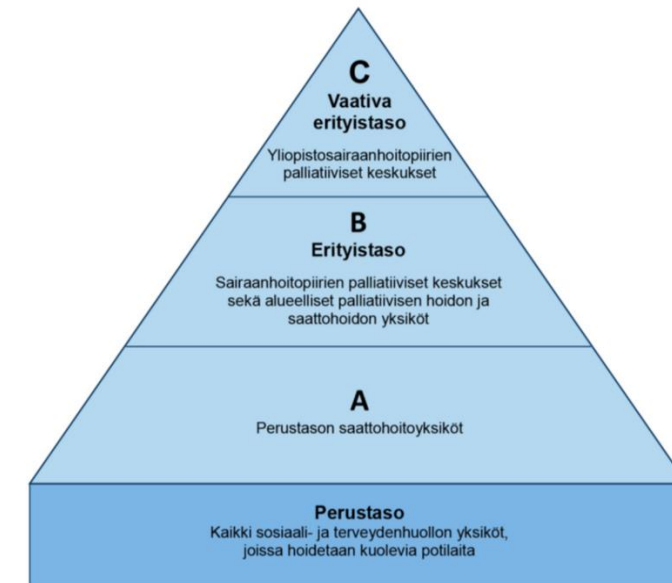 C
Vaativa
erityistaso
Yliopistosairaanhoitopiirien
palliatiiviset keskukset
B
Erityistaso
Sairaanhoitopiirien palliatiiviset keskukset
sekä alueelliset palliatiivisen hoidon ja
saattohoidon yksiköt
A
Perustason saattohoitoyksiköt
Perustaso
Kaikki sosiaali- ja terveydenhuollon yksiköt,
joissa hoidetaan kuolevia potilaita